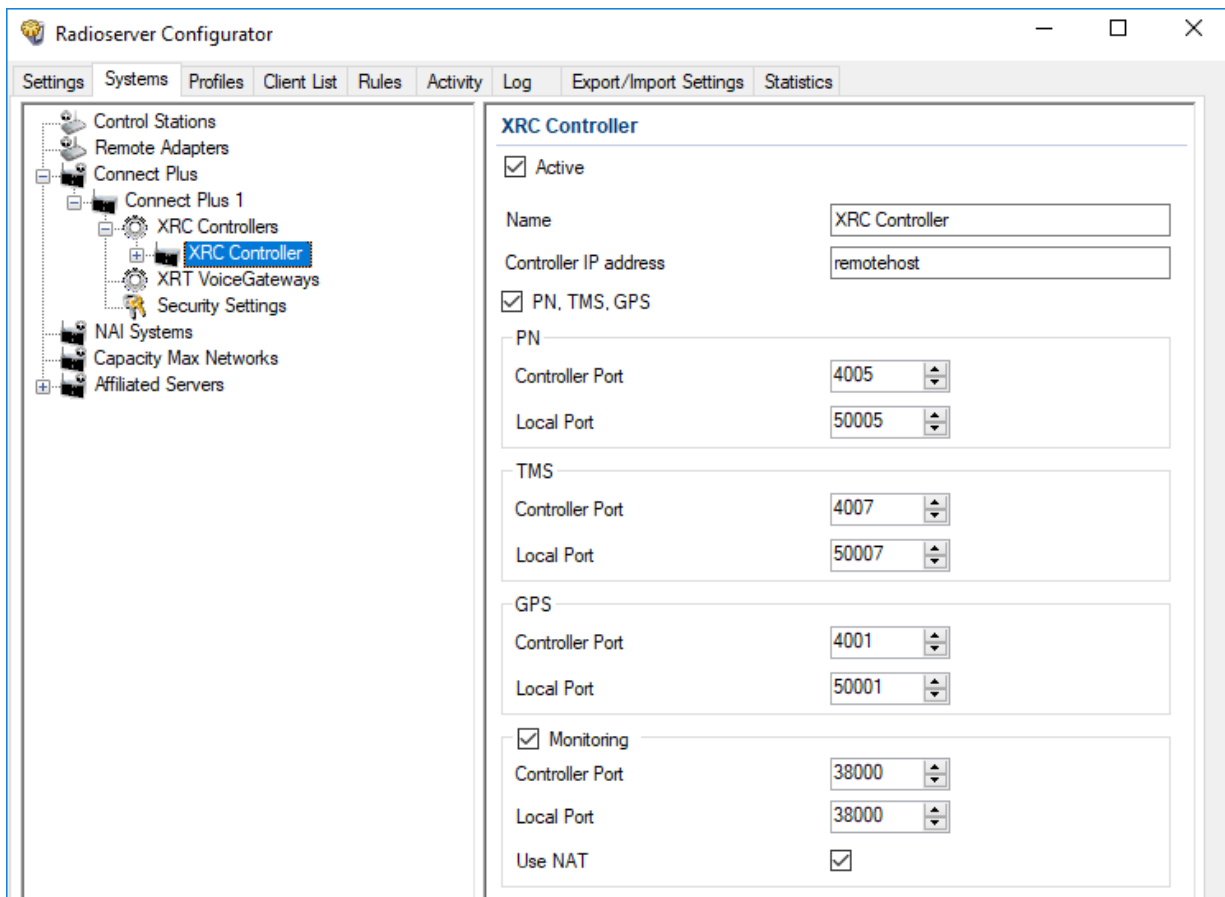 Radioserver Configurator
Settings Systems Profiles Client List Rules Activity Log Export/Import Settings Statistics
Control Stations
Remote Adapters
Connect Plus
Connect Plus 1
XRC Controllers
XRC Controller
XRT VoiceGateways
Security Settings
NAI Systems
Capacity Max Networks
Affiliated Servers
XRC Controller
Active
Name XRC Controller
Controller IP address remotehost
PN, TMS, GPS
PN
Controller Port 4005
Local Port 50005
TMS
Controller Port 4007
Local Port 50007
GPS
Controller Port 4001
Local Port 50001
Monitoring
Controller Port 38000
Local Port 38000
Use NAT